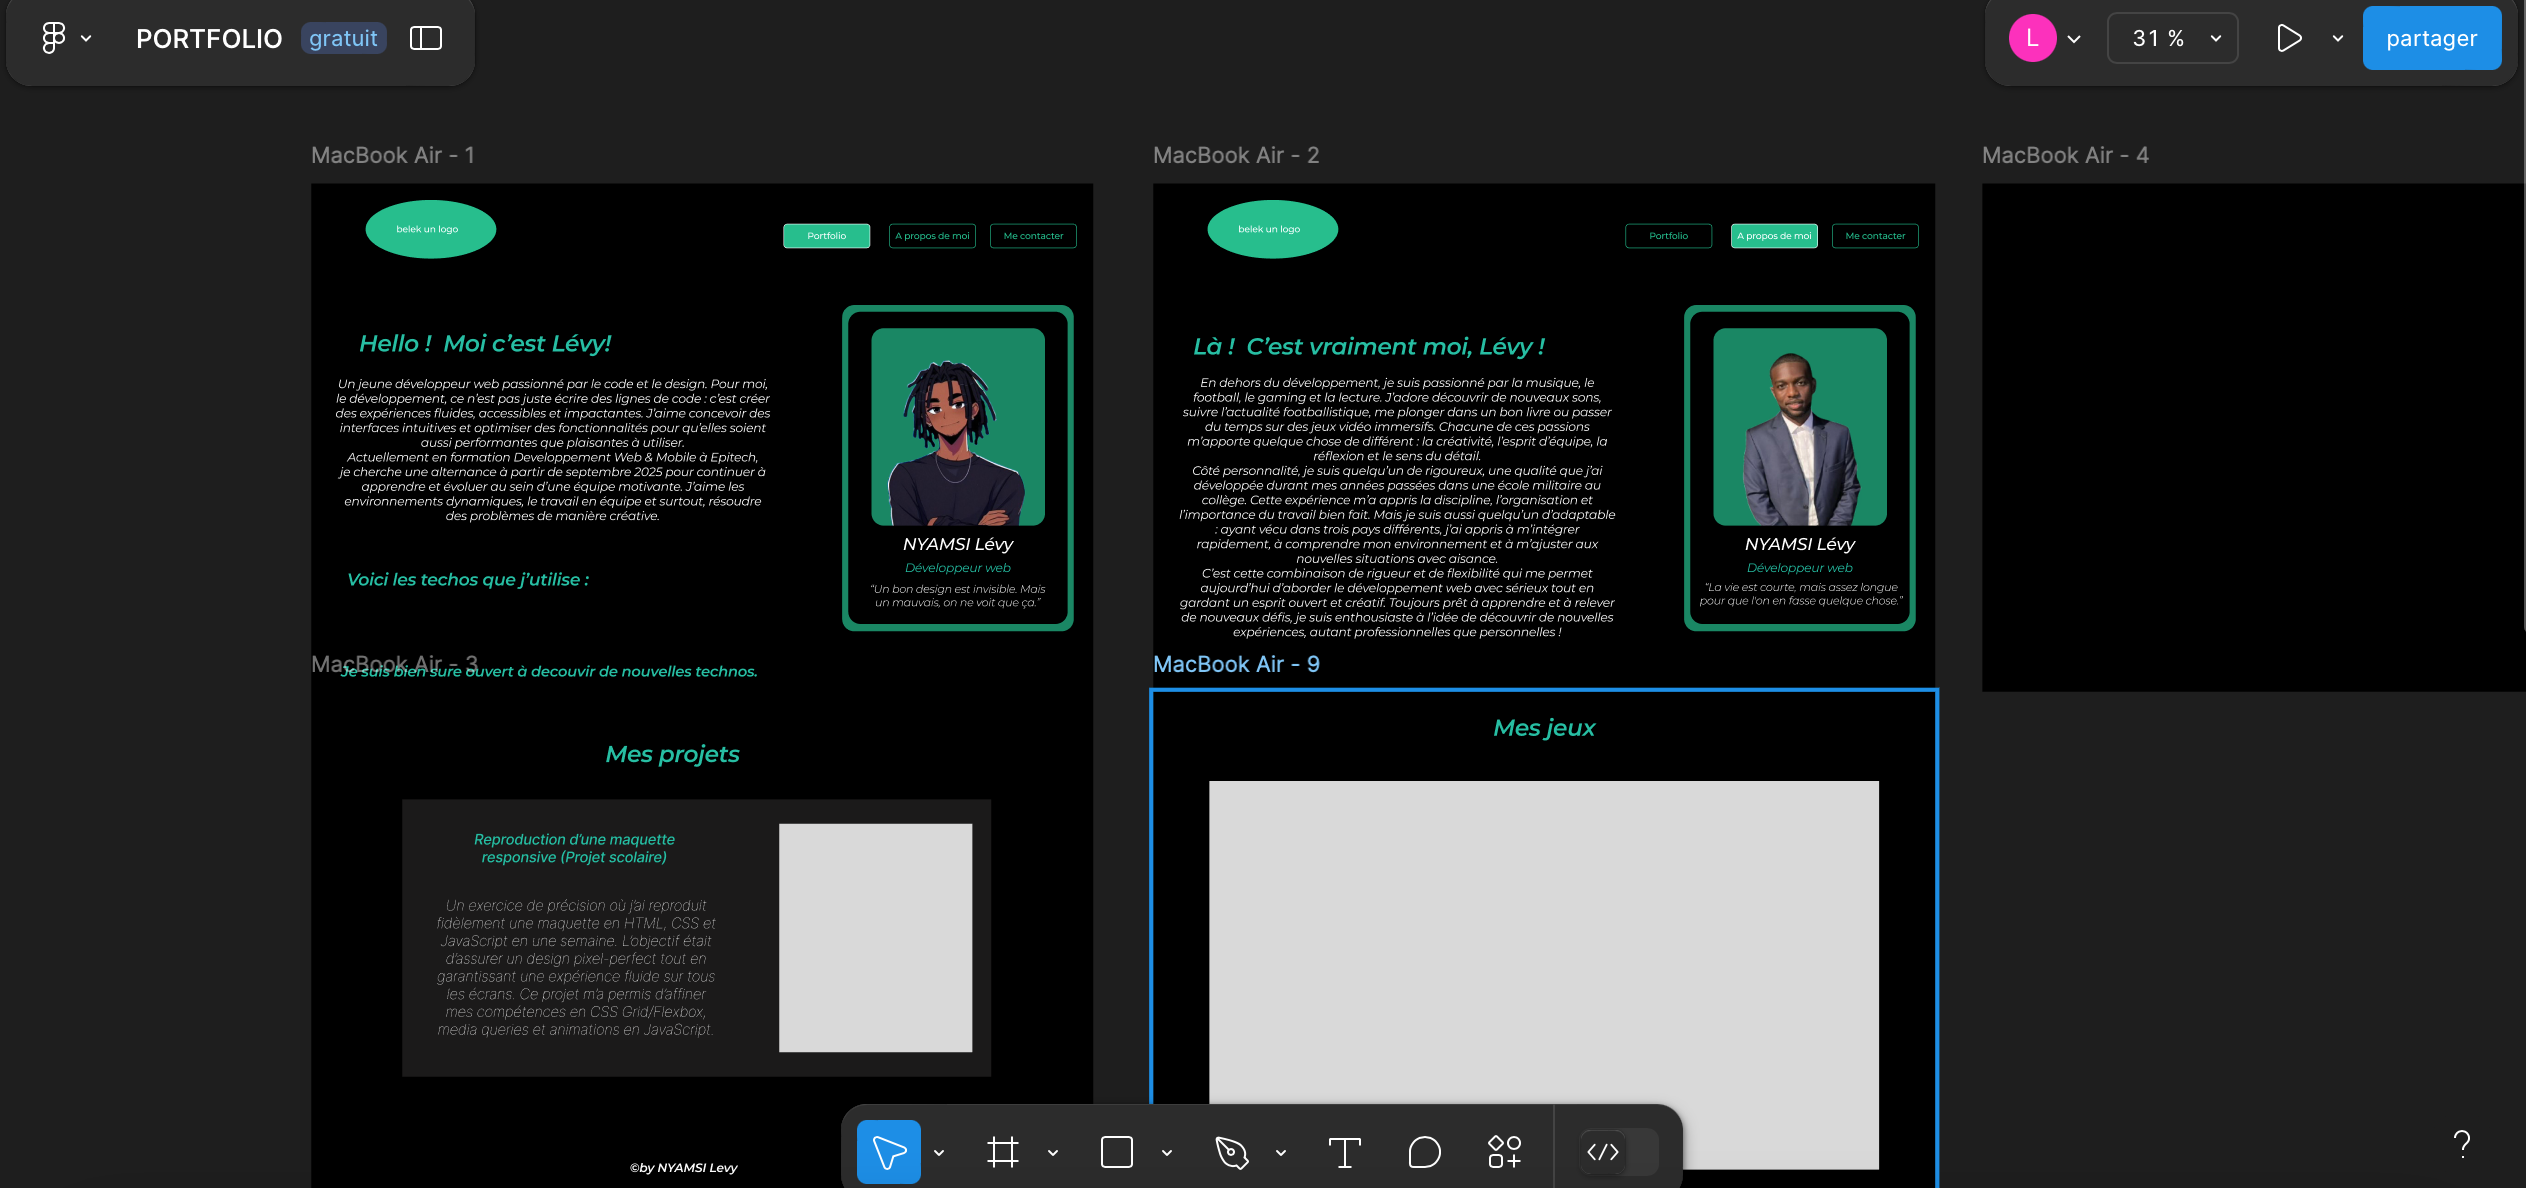 PORTFOLIO
gratuit
L
31 %
partager
MacBook Air - 1
belek un logo
Portfolio
A propos de moi
Me contacter
Hello !  Moi c'est Lévy!
Un jeune développeur web passionné par le code et le design. Pour moi,
le développement, ce n'est pas juste écrire des lignes de code : c'est créer
des expériences fluides, accessibles et impactantes. J'aime concevoir des
interfaces intuitives et optimiser des fonctionnalités pour qu'elles soient
aussi performantes que plaisantes à utiliser.
Actuellement en formation Developpement Web & Mobile à Epitech,
je cherche une alternance à partir de septembre 2025 pour continuer à
apprendre et évoluer au sein d'une équipe motivante. J'aime les
environnements dynamiques, le travail en équipe et surtout, résoudre
des problèmes de manière créative.
NYAMSI Lévy
Développeur web
"Un bon design est invisible. Mais
un mauvais, on ne voit que ça."
Voici les technos que j'utilise :
MacBook Air - 3
Je suis bien sure ouvert à decouvir de nouvelles technos.
Mes projets
Reproduction d'une maquette
responsive (Projet scolaire)
Un exercice de précision où j'ai reproduit
fidèlement une maquette en HTML, CSS et
JavaScript en une semaine. L'objectif était
d'assurer un design pixel-perfect tout en
garantissant une expérience fluide sur tous
les écrans. Ce projet m'a permis d'affiner
mes compétences en CSS Grid/Flexbox,
media queries et animations en JavaScript.
©by NYAMSI Levy
MacBook Air - 2
belek un logo
Portfolio
A propos de moi
Me contacter
Là !  C'est vraiment moi, Lévy !
En dehors du développement, je suis passionné par la musique, le
football, le gaming et la lecture. J'adore découvrir de nouveaux sons,
suivre l'actualité footballistique, me plonger dans un bon livre ou passer
du temps sur des jeux vidéo immersifs. Chacune de ces passions
m'apporte quelque chose de différent : la créativité, l'esprit d'équipe, la
réflexion et le sens du détail.
Côté personnalité, je suis quelqu'un de rigoureux, une qualité que j'ai
développée durant mes années passées dans une école militaire au
collège. Cette expérience m'a appris la discipline, l'organisation et
l'importance du travail bien fait. Mais je suis aussi quelqu'un d'adaptable
: ayant vécu dans trois pays différents, j'ai appris à m'intégrer
rapidement, à comprendre mon environnement et à m'ajuster aux
nouvelles situations avec aisance.
C'est cette combinaison de rigueur et de flexibilité qui me permet
aujourd'hui d'aborder le développement web avec sérieux tout en
gardant un esprit ouvert et créatif. Toujours prêt à apprendre et à relever
de nouveaux défis, je suis enthousiaste à l'idée de découvrir de nouvelles
expériences, autant professionnelles que personnelles !
NYAMSI Lévy
Développeur web
"La vie est courte, mais assez longue
pour que l'on en fasse quelque chose."
MacBook Air - 9
Mes jeux
MacBook Air - 4